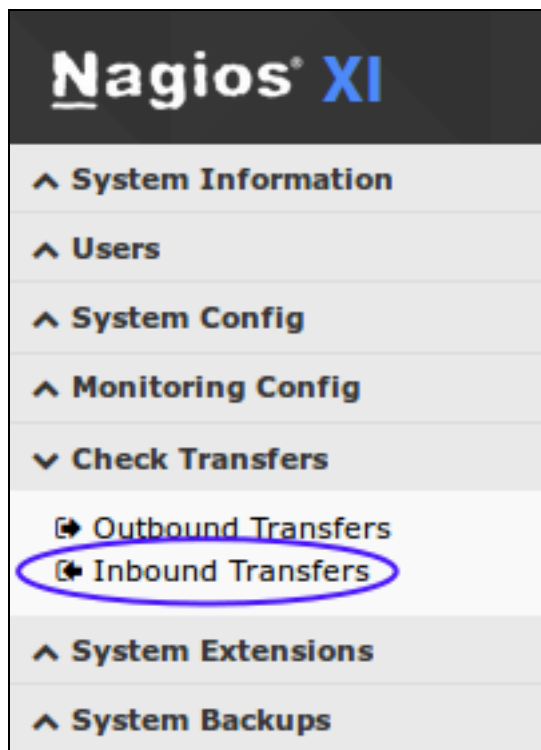 Nagios® XI
System Information
Users
System Config
Monitoring Config
Check Transfers
Outbound Transfers
Inbound Transfers
System Extensions
System Backups